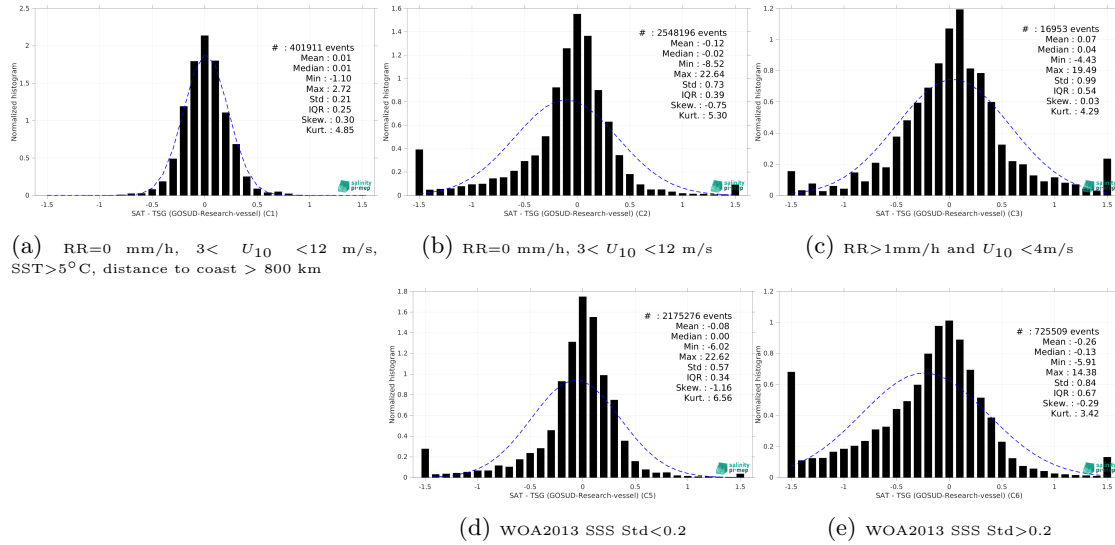 2.5
2
1.5
1
0.5
0
-1.5
-1
-0.5
0
0.5
1
1.5
Normalized histogram
SAT - TSG (GOSUD-Research-vessel) (C1)
# : 401911 events
Mean : 0.01
Median : 0.01
Min : -1.10
Max : 2.72
Std : 0.21
IQR : 0.25
Skew. : 0.30
Kurt. : 4.85
salinity
pi-mep
(a) RR=0 mm/h, 3< U10 <12 m/s,
SST>5°C, distance to coast > 800 km
1.6
1.4
1.2
1
0.8
0.6
0.4
0.2
0
-1.5
-1
-0.5
0
0.5
1
1.5
Normalized histogram
SAT - TSG (GOSUD-Research-vessel) (C2)
# : 2548196 events
Mean : -0.12
Median : -0.02
Min : -8.52
Max : 22.64
Std : 0.73
IQR : 0.39
Skew. : -0.75
Kurt. : 5.30
salinity
pi-mep
(b) RR=0 mm/h, 3< U10 <12 m/s
1.2
1
0.8
0.6
0.4
0.2
0
-1.5
-1
-0.5
0
0.5
1
1.5
Normalized histogram
SAT - TSG (GOSUD-Research-vessel) (C3)
# : 16953 events
Mean : 0.07
Median : 0.04
Min : -4.43
Max : 19.49
Std : 0.99
IQR : 0.54
Skew. : 0.03
Kurt. : 4.29
salinity
pi-mep
(c) RR>1mm/h and U10 <4m/s
1.8
1.6
1.4
1.2
1
0.8
0.6
0.4
0.2
0
-1.5
-1
-0.5
0
0.5
1
1.5
Normalized histogram
SAT - TSG (GOSUD-Research-vessel) (C5)
# : 2175276 events
Mean : -0.08
Median : 0.00
Min : -6.02
Max : 22.62
Std : 0.57
IQR : 0.34
Skew. : -1.16
Kurt. : 6.56
salinity
pi-mep
(d) WOA2013 SSS Std<0.2
1.2
1
0.8
0.6
0.4
0.2
0
-1.5
-1
-0.5
0
0.5
1
1.5
Normalized histogram
SAT - TSG (GOSUD-Research-vessel) (C6)
# : 725509 events
Mean : -0.26
Median : -0.13
Min : -5.91
Max : 14.38
Std : 0.84
IQR : 0.67
Skew. : -0.29
Kurt. : 3.42
salinity
pi-mep
(e) WOA2013 SSS Std>0.2